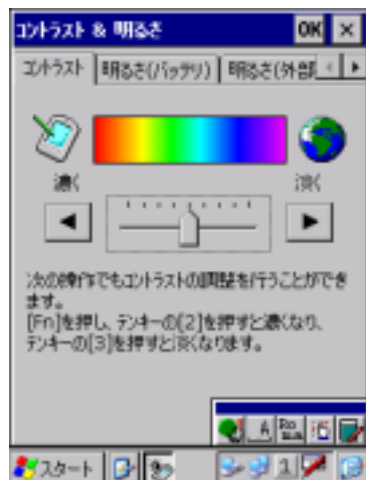 コントラスト & 明るさ OK ×
コントラスト 明るさ(バッテリ) 明るさ(外部
濃く 淡く
次の操作でもコントラストの調整を行うことができ
ます。
[Fn]を押し、テンキーの[2]を押すと濃くなり、
テンキーの[3]を押すと淡くなります。
A
スタート 1